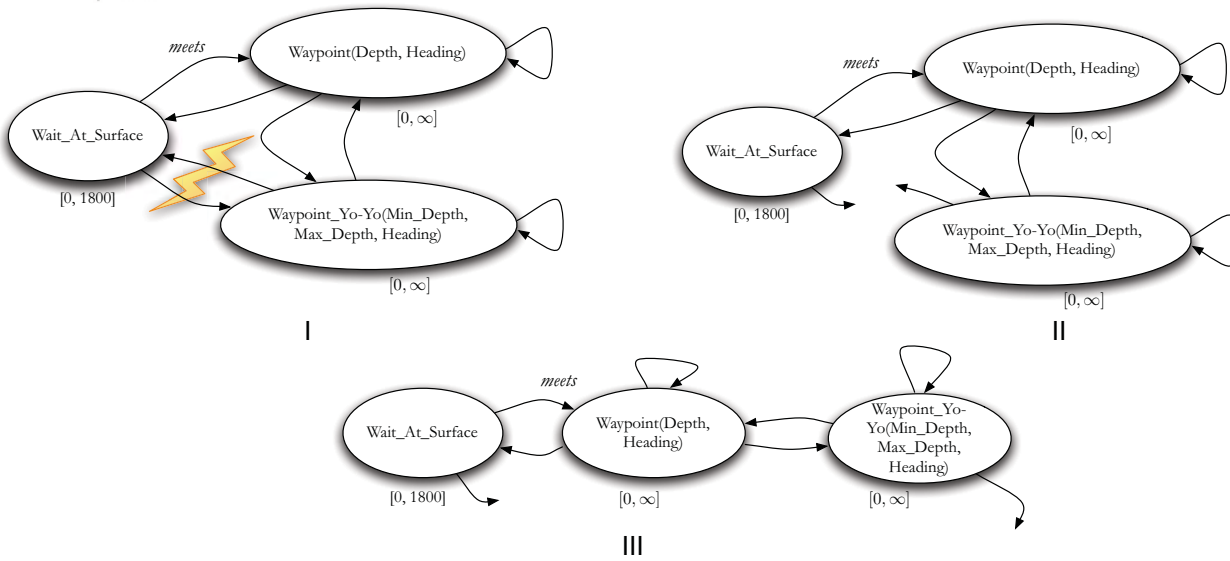 meets
Waypoint(Depth, Heading)
[0, ∞]
Wait_At_Surface
[0, 1800]
Waypoint_Yo-Yo(Min_Depth,
Max_Depth, Heading)
[0, ∞]
I
meets
Waypoint(Depth, Heading)
[0, ∞]
Wait_At_Surface
[0, 1800]
Waypoint_Yo-Yo(Min_Depth,
Max_Depth, Heading)
[0, ∞]
II
meets
Wait_At_Surface
[0, 1800]
Waypoint(Depth,
Heading)
[0, ∞]
Waypoint_Yo-
Yo(Min_Depth,
Max_Depth,
Heading)
[0, ∞]
III